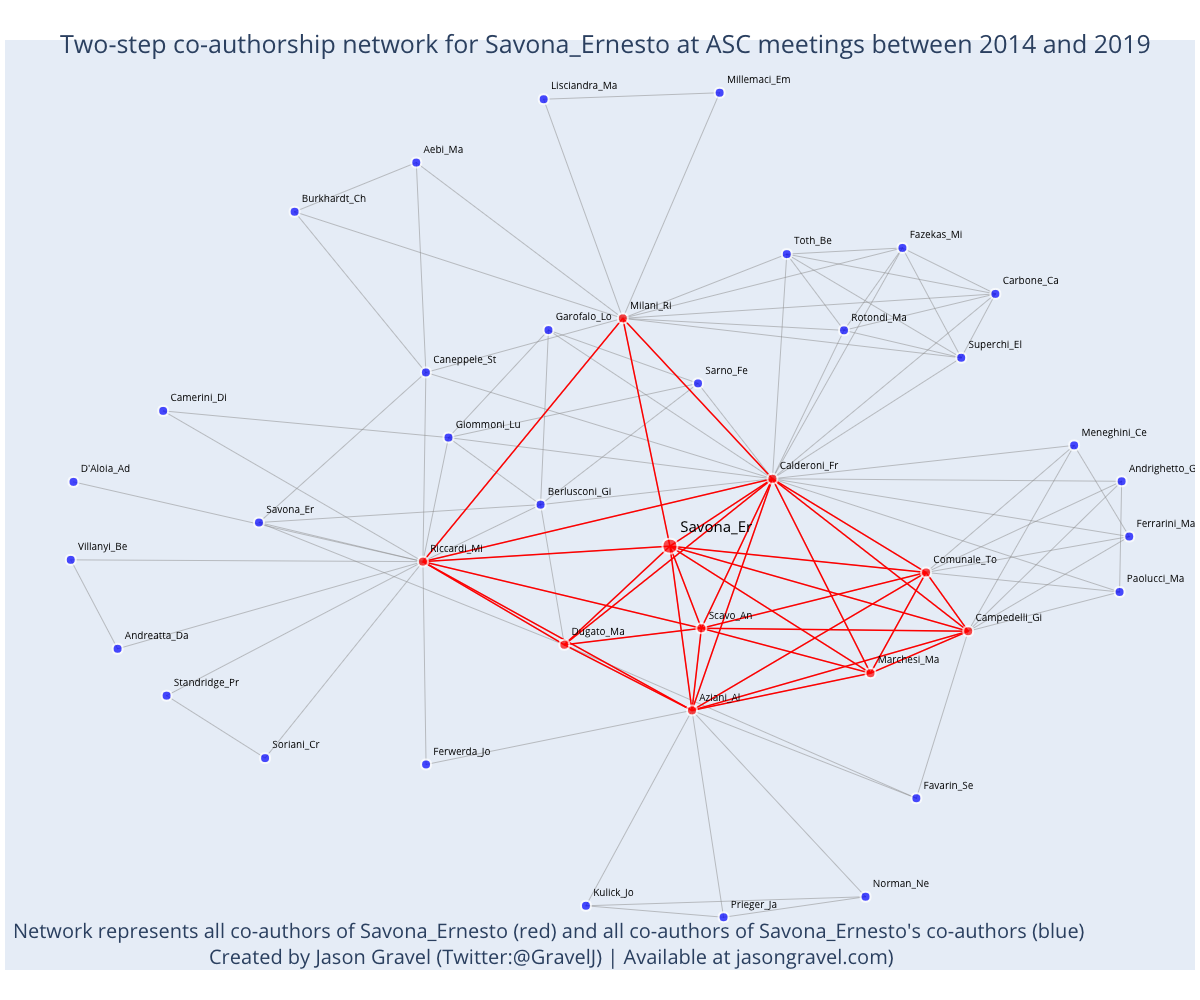 Two-step co-authorship network for Savona_Ernesto at ASC meetings between 2014 and 2019
Lisciandra_Ma
Millemaci_Em
Aebi_Ma
Burkhardt_Ch
Toth_Be
Fazekas_Mi
Carbone_Ca
Milani_Ri
Garofalo_Lo
Rotondi_Ma
Superchi_El
Caneppele_St
Sarno_Fe
Camerini_Di
Giommoni_Lu
Meneghini_Ce
Calderoni_Fr
D'Aloia_Ad
Andrighetto_G
Berlusconi_Gi
Savona_Er
Ferrarini_Ma
Savona_Er
Villanyi_Be
Riccardi_Mi
Comunale_To
Paolucci_Ma
Scavo_An
Campedelli_Gi
Andreatta_Da
Dugato_Ma
Marchesi_Ma
Standridge_Pr
Aziani_Al
Soriani_Cr
Ferwerda_Jo
Favarin_Se
Kulick_Jo
Norman_Ne
Prieger_Ja
Network represents all co-authors of Savona_Ernesto (red) and all co-authors of Savona_Ernesto's co-authors (blue)
Created by Jason Gravel (Twitter:@GravelJ) | Available at jasongravel.com)